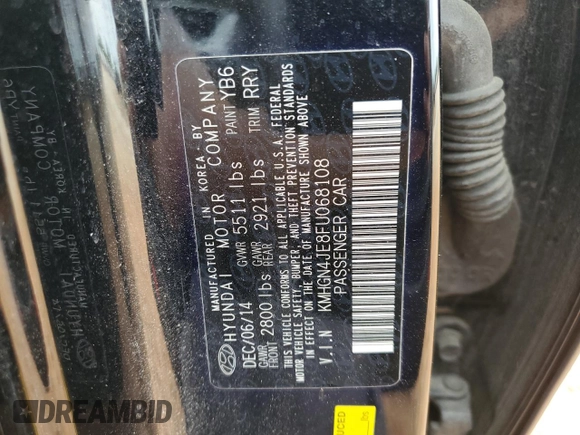 MANUFACTURED IN KOREA. BY
HYUNDAI MOTOR COMPANY
DEC/06/14 GVWR 5511 lbs PAINT YB6
GAWR FRONT 2800 lbs GAWR REAR 2921 lbs TRIM RRY
THIS VEHICLE CONFORMS TO ALL APPLICABLE U.S.A. FEDERAL
MOTOR VEHICLE SAFETY, BUMPER, AND THEFT PREVENTION STANDARDS
IN EFFECT ON THE DATE OF MANUFACTURE SHOWN ABOVE.
V.I.N KMHGN4JE8FU068108
PASSENGER CAR
DREAMBID